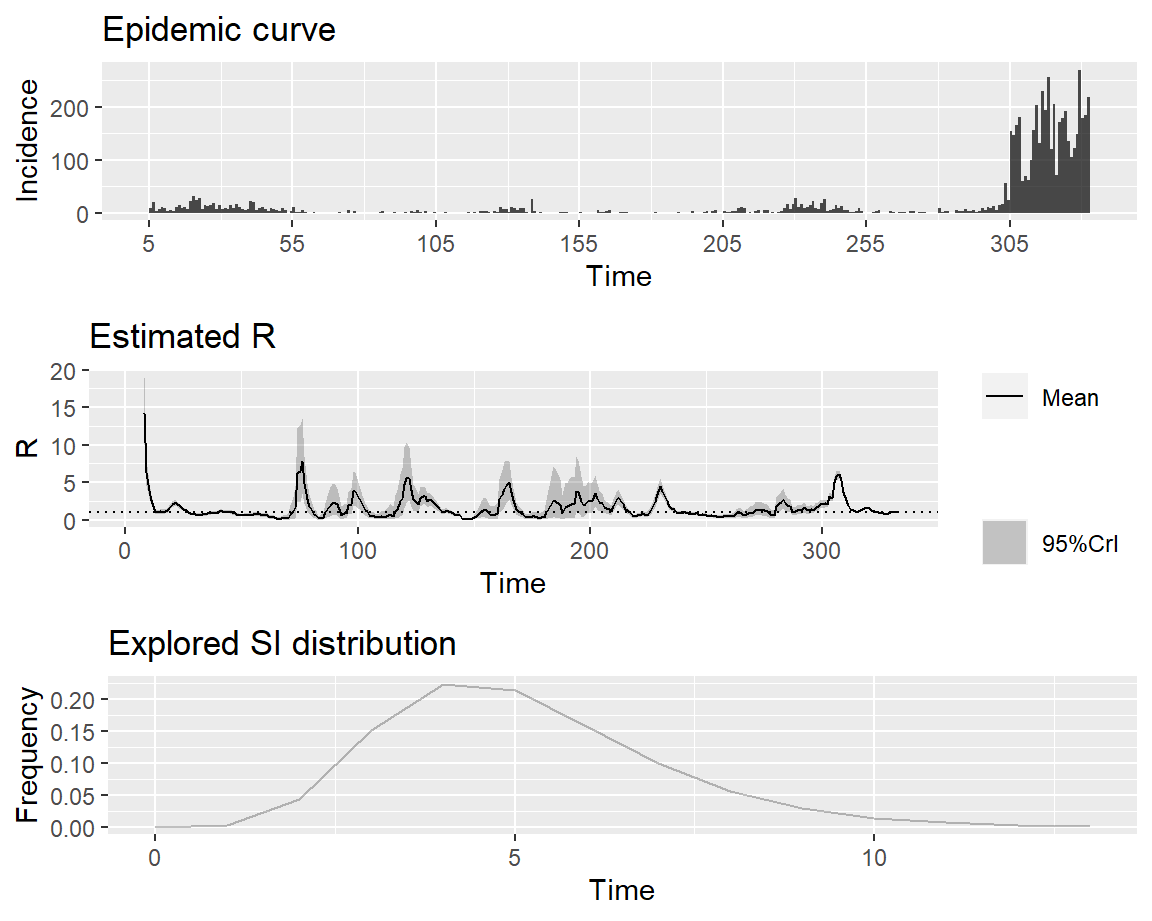 Epidemic curve
200
100
0
Incidence
5 55 105 155 205 255 305
Time
Estimated R
20
15
10
5
0
R
0 100 200 300
Time
Mean
95%CrI
Explored SI distribution
0.20
0.15
0.10
0.05
0.00
Frequency
0 5 10
Time